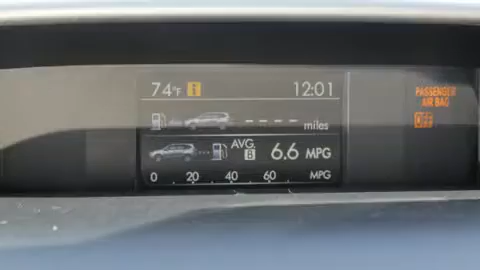 74°F i 12:01
PASSENGER
AIR BAG
OFF
---- miles
AVG. B 6.6 MPG
0 20 40 60 MPG